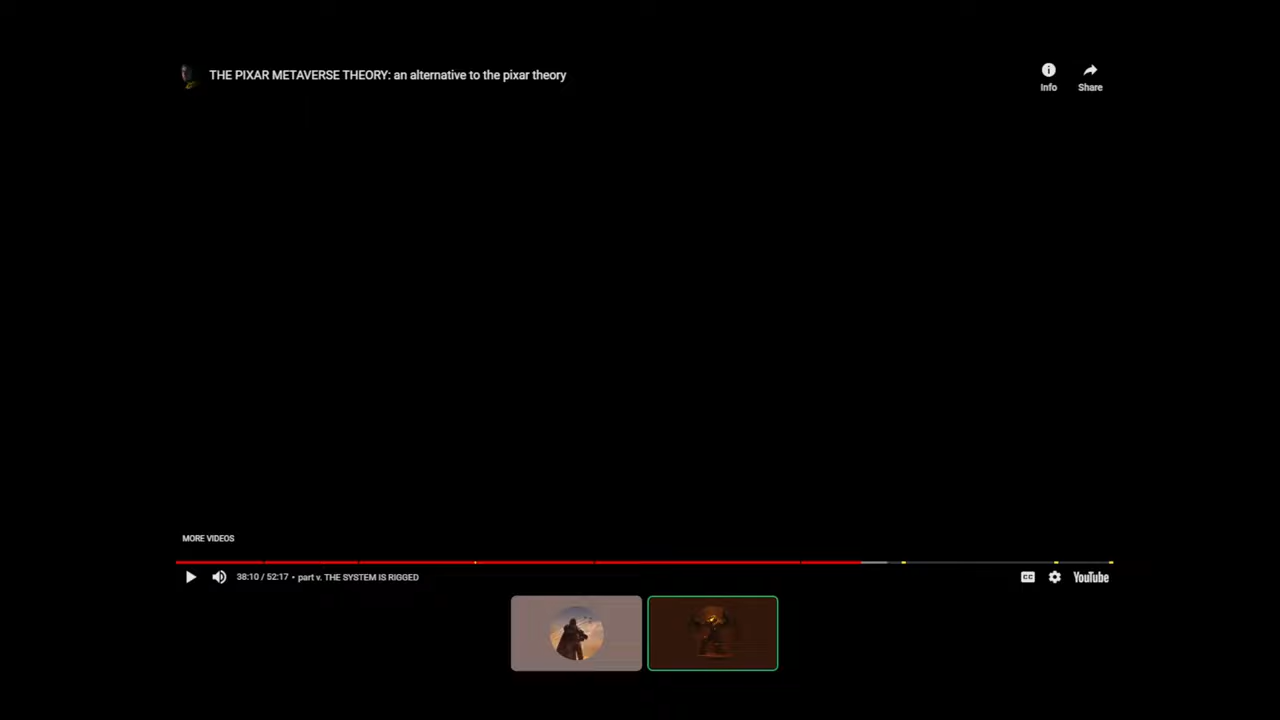 THE PIXAR METAVERSE THEORY: an alternative to the pixar theory
Info
Share
MORE VIDEOS
38:10 / 52:17 • part v. THE SYSTEM IS RIGGED
CC
YouTube